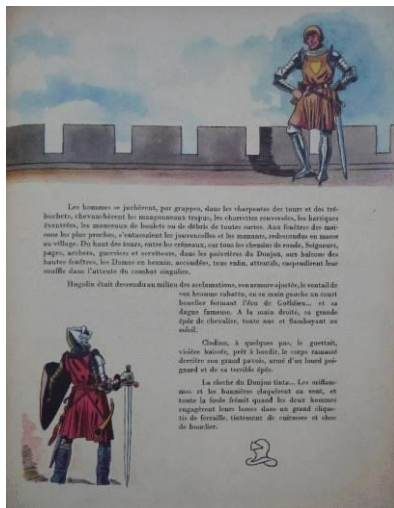 Les hommes se juchèrent, par grappes, dans les charpentes des tours et des tré-
buchets, chevauchèrent les mangonneaux trapus, les charrettes renversées, les barriques
éventrées, les monceaux de boulets ou de débris de toutes sortes. Aux fenêtres des mai-
sons les plus proches, s'entassaient les jouvencelles et les manants, redescendus en masse
au village. Du haut des tours, entre les créneaux, sur tous les chemins de ronde, Seigneurs,
pages, archers, guerriers et serviteurs, dans les poivrières du Donjon, aux balcons des
hautes fenêtres, les Dames en hennin, accoudées, tous enfin, attentifs, suspendirent leur
souffle dans l'attente du combat singulier.
Hugolin était descendu au milieu des acclamations, son armure ajustée, le ventail de
son heaume rabattu, en sa main gauche un court
bouclier formant l'écu de et sa
dague fameuse. A la main droite, sa grande
épée de chevalier, toute nue et flamboyant au
soleil.
Clodion, à quelques pas, le guettait,
visière baissée, prêt à bondir, le corps ramassé
derrière son grand pavois, armé d'un lourd poi-
gnard et de sa terrible épée.
La cloche du Donjon tinta... Les oriflam-
mes et les bannières claquèrent au vent, et
toute la foule frémit quand les deux hommes
engagèrent leurs lames dans un grand clique-
tis de ferraille, tintement de cuirasses et choc
de bouclier.